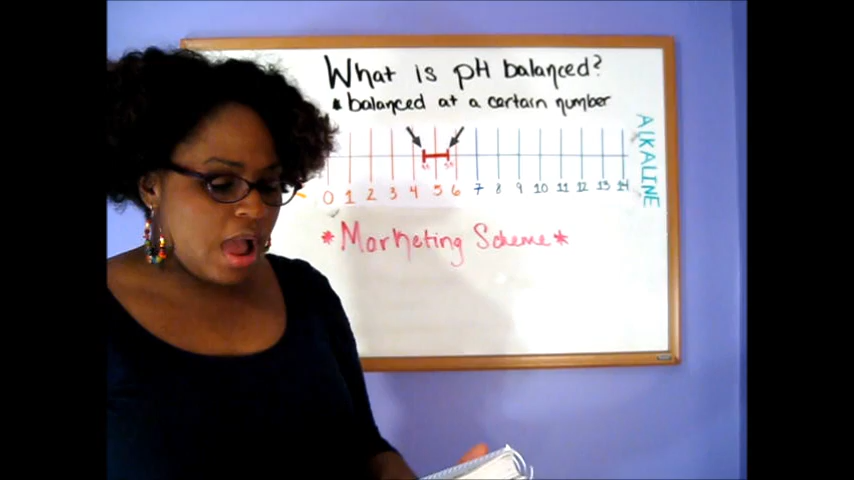 What is pH balanced?
* balanced at a certain number
0 1 2 3 4 5 6 7 8 9 10 11 12 13 14
ALKALINE
* Marketing Scheme *